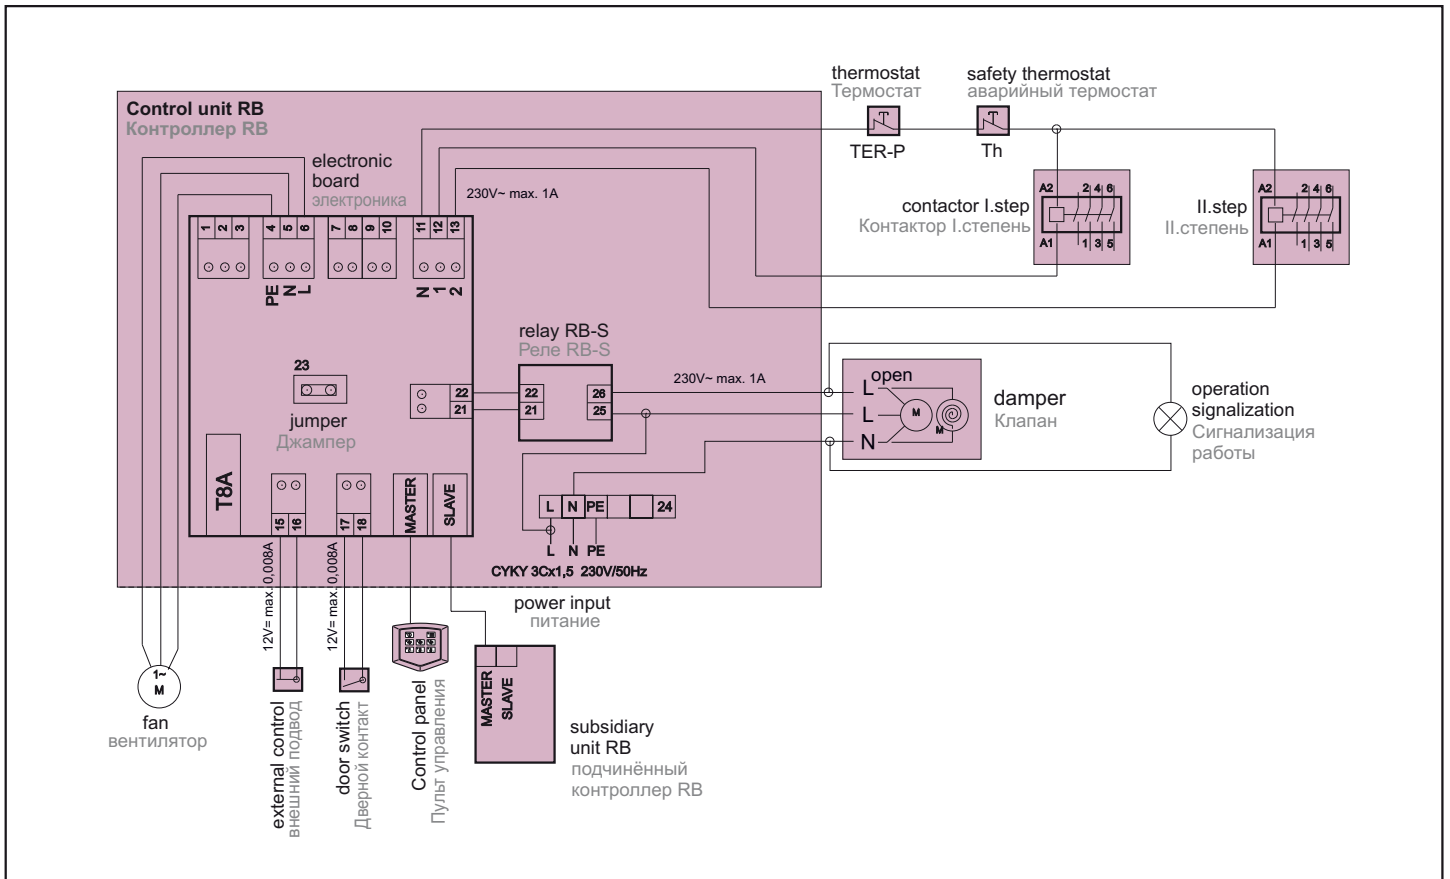 thermostat
Термостат
safety thermostat
аварийный термостат
Control unit RB
Контроллер RB
TER-P
Th
electronic
board
электроника
230V~ max. 1A
A2
2 4 6
A1
1 3 5
contactor I.step
Контактор I.степень
A2
2 4 6
A1
1 3 5
II.step
II.степень
1 2 3
4 5 6
7 8 9 10
11 12 13
PE N L
N 1 2
relay RB-S
Реле RB-S
23
jumper
Джампер
22
21
22
21
26
25
230V~ max. 1A
L open
L
N
M
M
damper
Клапан
operation
signalization
Сигнализация
работы
T8A
15 16
17 18
MASTER
SLAVE
L N PE 24
L N PE
CYKY 3Cx1,5 230V/50Hz
12V= max. 0,008A
12V= max. 0,008A
power input
питание
1~
M
fan
вентилятор
external control
внешний подвод
door switch
Дверной контакт
Control panel
Пульт управления
MASTER
SLAVE
subsidiary
unit RB
подчинённый
контроллер RB